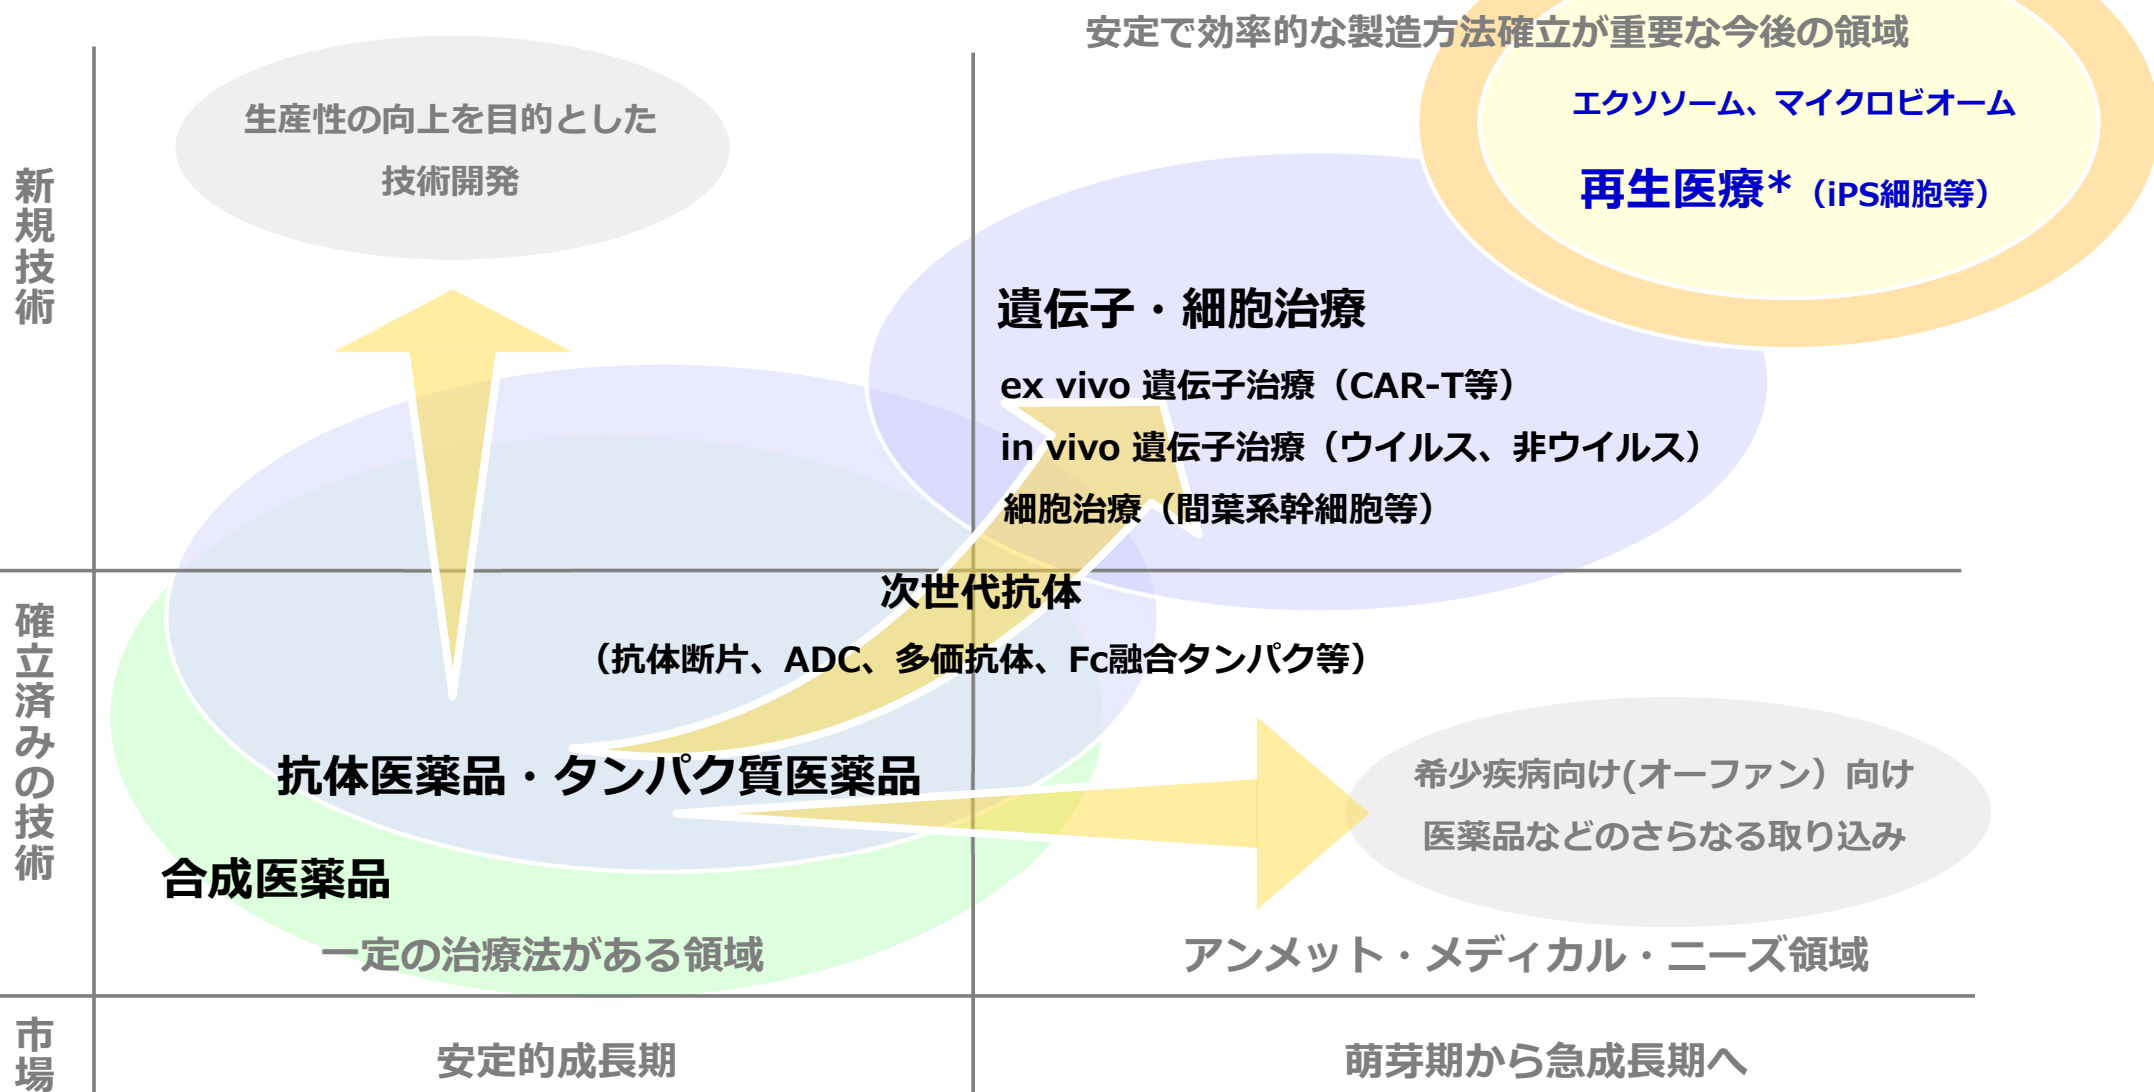 安定で効率的な製造方法確立が重要な今後の領域
エクソソーム、マイクロビオーム
再生医療*（iPS細胞等）
生産性の向上を目的とした
技術開発
新規技術
遺伝子・細胞治療
ex vivo 遺伝子治療（CAR-T等）
in vivo 遺伝子治療（ウイルス、非ウイルス）
細胞治療（間葉系幹細胞等）
次世代抗体
（抗体断片、ADC、多価抗体、Fc融合タンパク等）
確立済みの技術
抗体医薬品・タンパク質医薬品
合成医薬品
一定の治療法がある領域
希少疾病向け(オーファン）向け
医薬品などのさらなる取り込み
アンメット・メディカル・ニーズ領域
市場
安定的成長期
萌芽期から急成長期へ